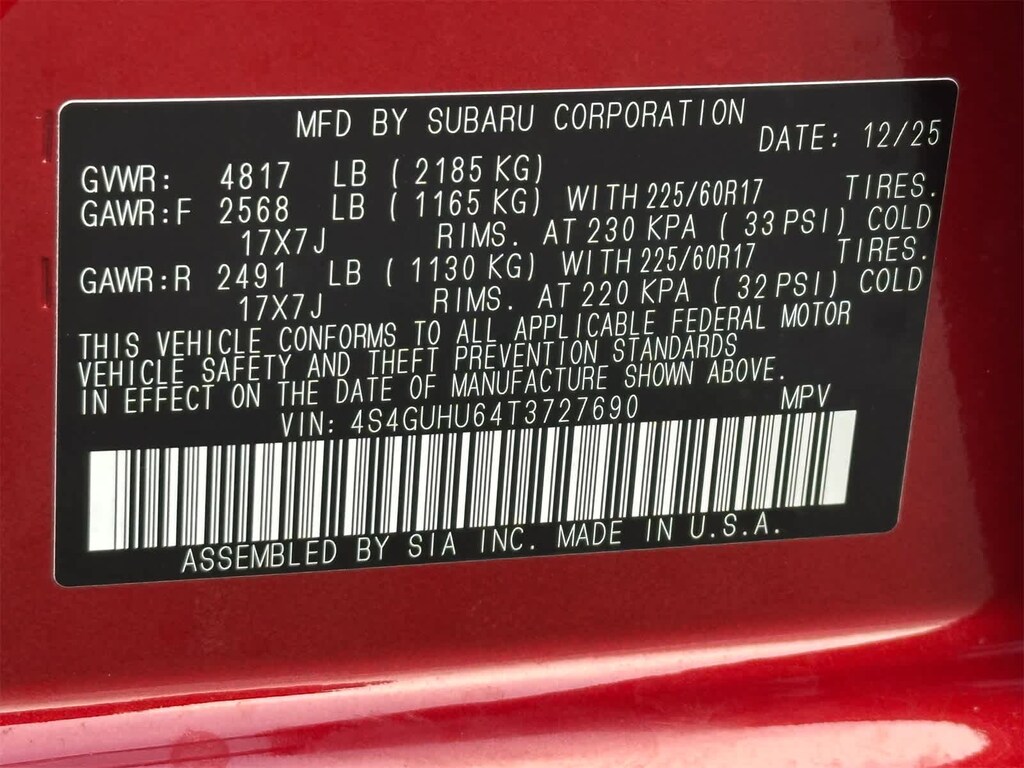 MFD BY SUBARU CORPORATION DATE: 12/25
GVWR: 4817 LB ( 2185 KG)
GAWR:F 2568 LB ( 1165 KG) WITH 225/60R17 TIRES.
17X7J RIMS. AT 230 KPA ( 33 PSI) COLD
GAWR:R 2491 LB ( 1130 KG) WITH 225/60R17 TIRES.
17X7J RIMS. AT 220 KPA ( 32 PSI) COLD
THIS VEHICLE CONFORMS TO ALL APPLICABLE FEDERAL MOTOR
VEHICLE SAFETY AND THEFT PREVENTION STANDARDS
IN EFFECT ON THE DATE OF MANUFACTURE SHOWN ABOVE.
VIN: 4S4GUHU64T3727690 MPV
ASSEMBLED BY SIA INC. MADE IN U.S.A.